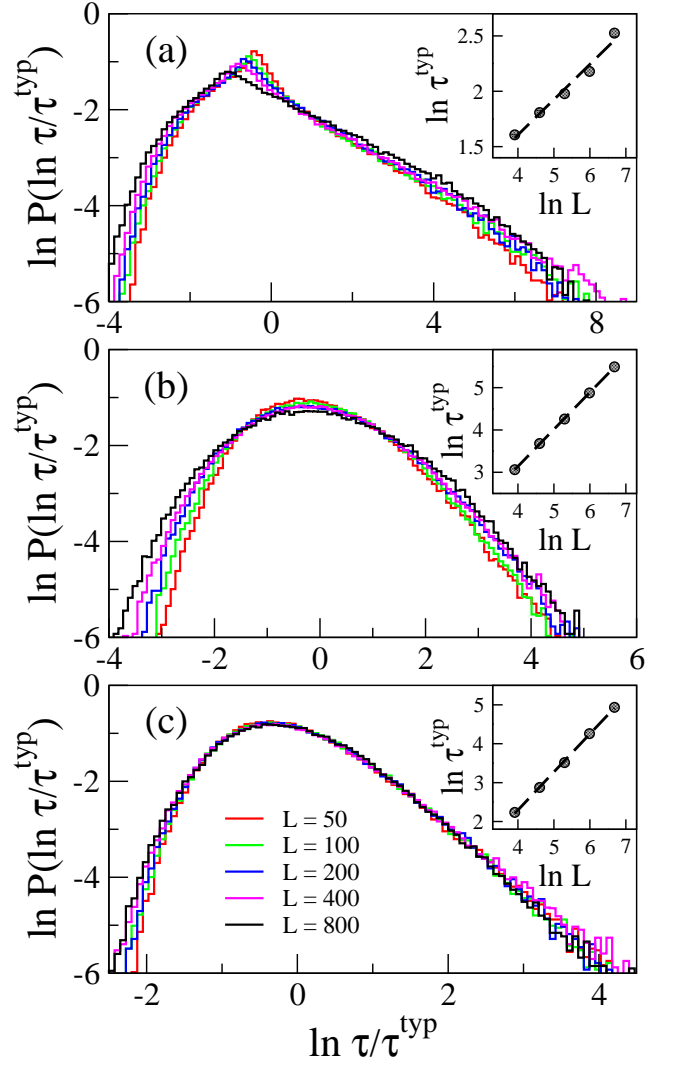 0
(a)
ln P(ln τ/τ^typ)
-2
-4
-6
-4 0 4 8
ln τ^typ
2.5
2
1.5
4 5 6 7
ln L
0
(b)
ln P(ln τ/τ^typ)
-2
-4
-6
-4 -2 0 2 4 6
ln τ^typ
5
4
3
4 5 6 7
ln L
0
(c)
ln P(ln τ/τ^typ)
-2
-4
-6
-2 0 2 4
ln τ^typ
5
4
3
2
4 5 6 7
ln L
L = 50
L = 100
L = 200
L = 400
L = 800
ln τ/τ^typ